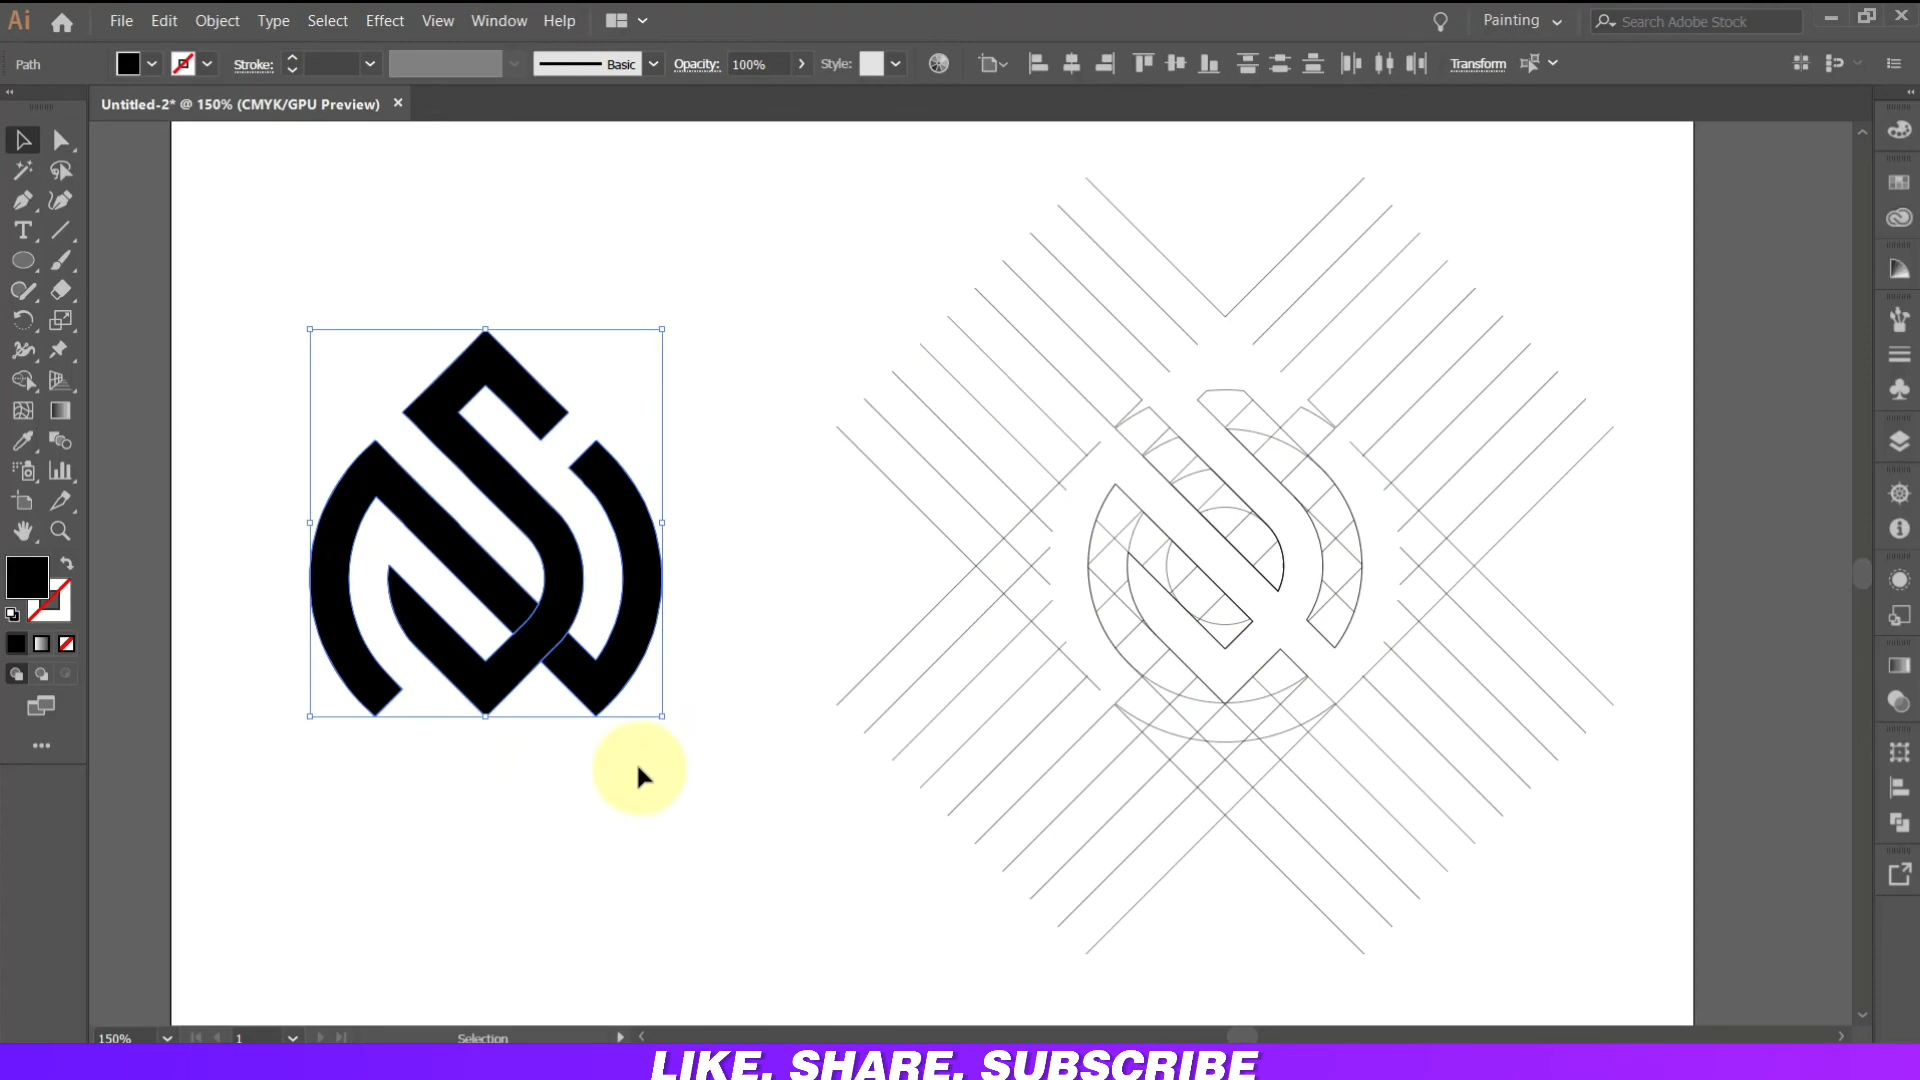 Ai File Edit Object Type Select Effect View Window Help Painting Search Adobe Stock
Path Stroke: Basic Opacity: 100% Style: Transform
Untitled-2* @ 150% (CMYK/GPU Preview) ×
150% 1 Selection
LIKE, SHARE, SUBSCRIBE